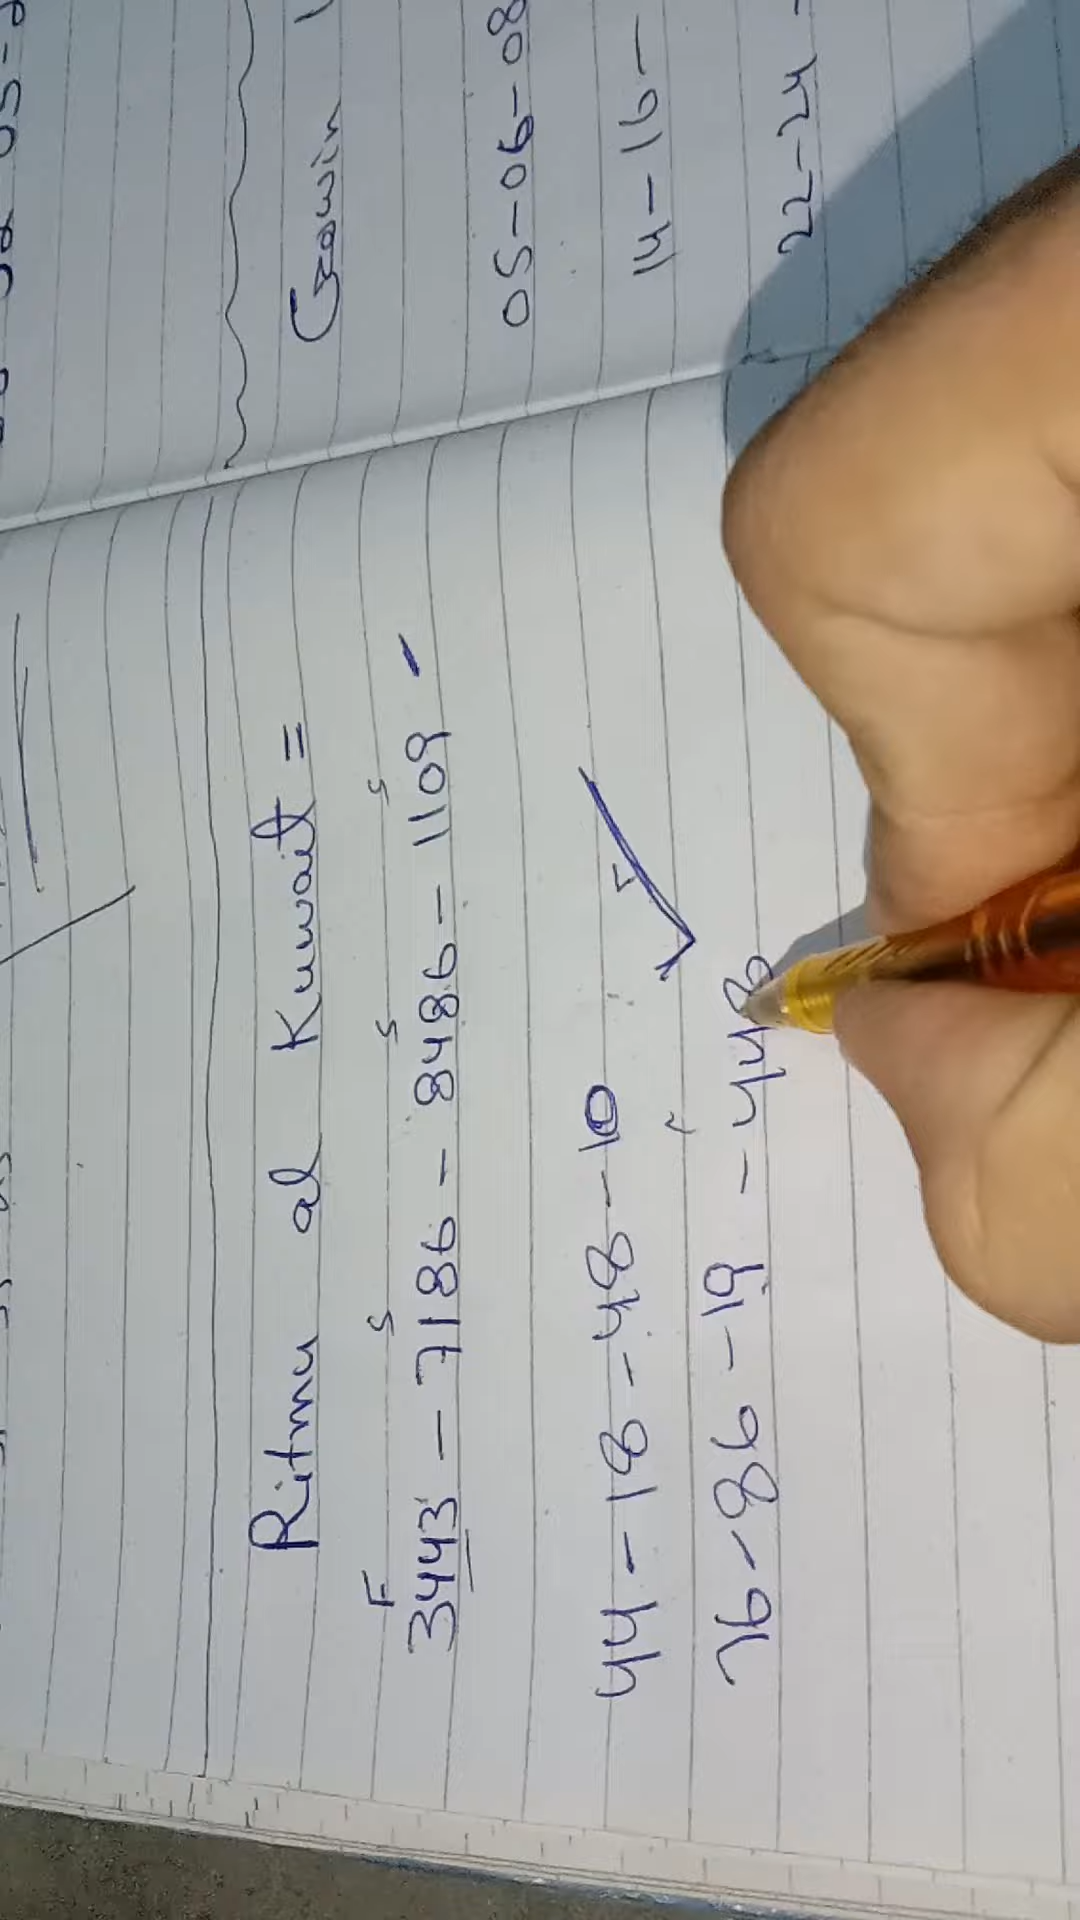 Ritmu al Kuwait =
F S S S
3443 - 7186 - 8486 - 1109 -
44-18-48-10
76-86-19-448
05-06-08
14-16-
22-24-